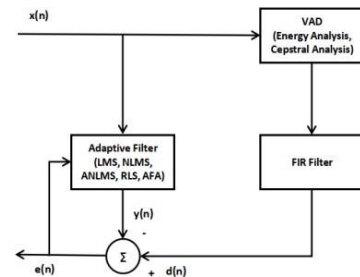 x(n)
VAD
(Energy Analysis,
Cepstral Analysis)
Adaptive Filter
(LMS, NLMS,
ANLMS, RLS, AFA)
FIR Filter
y(n)
-
Σ
e(n)
+ d(n)